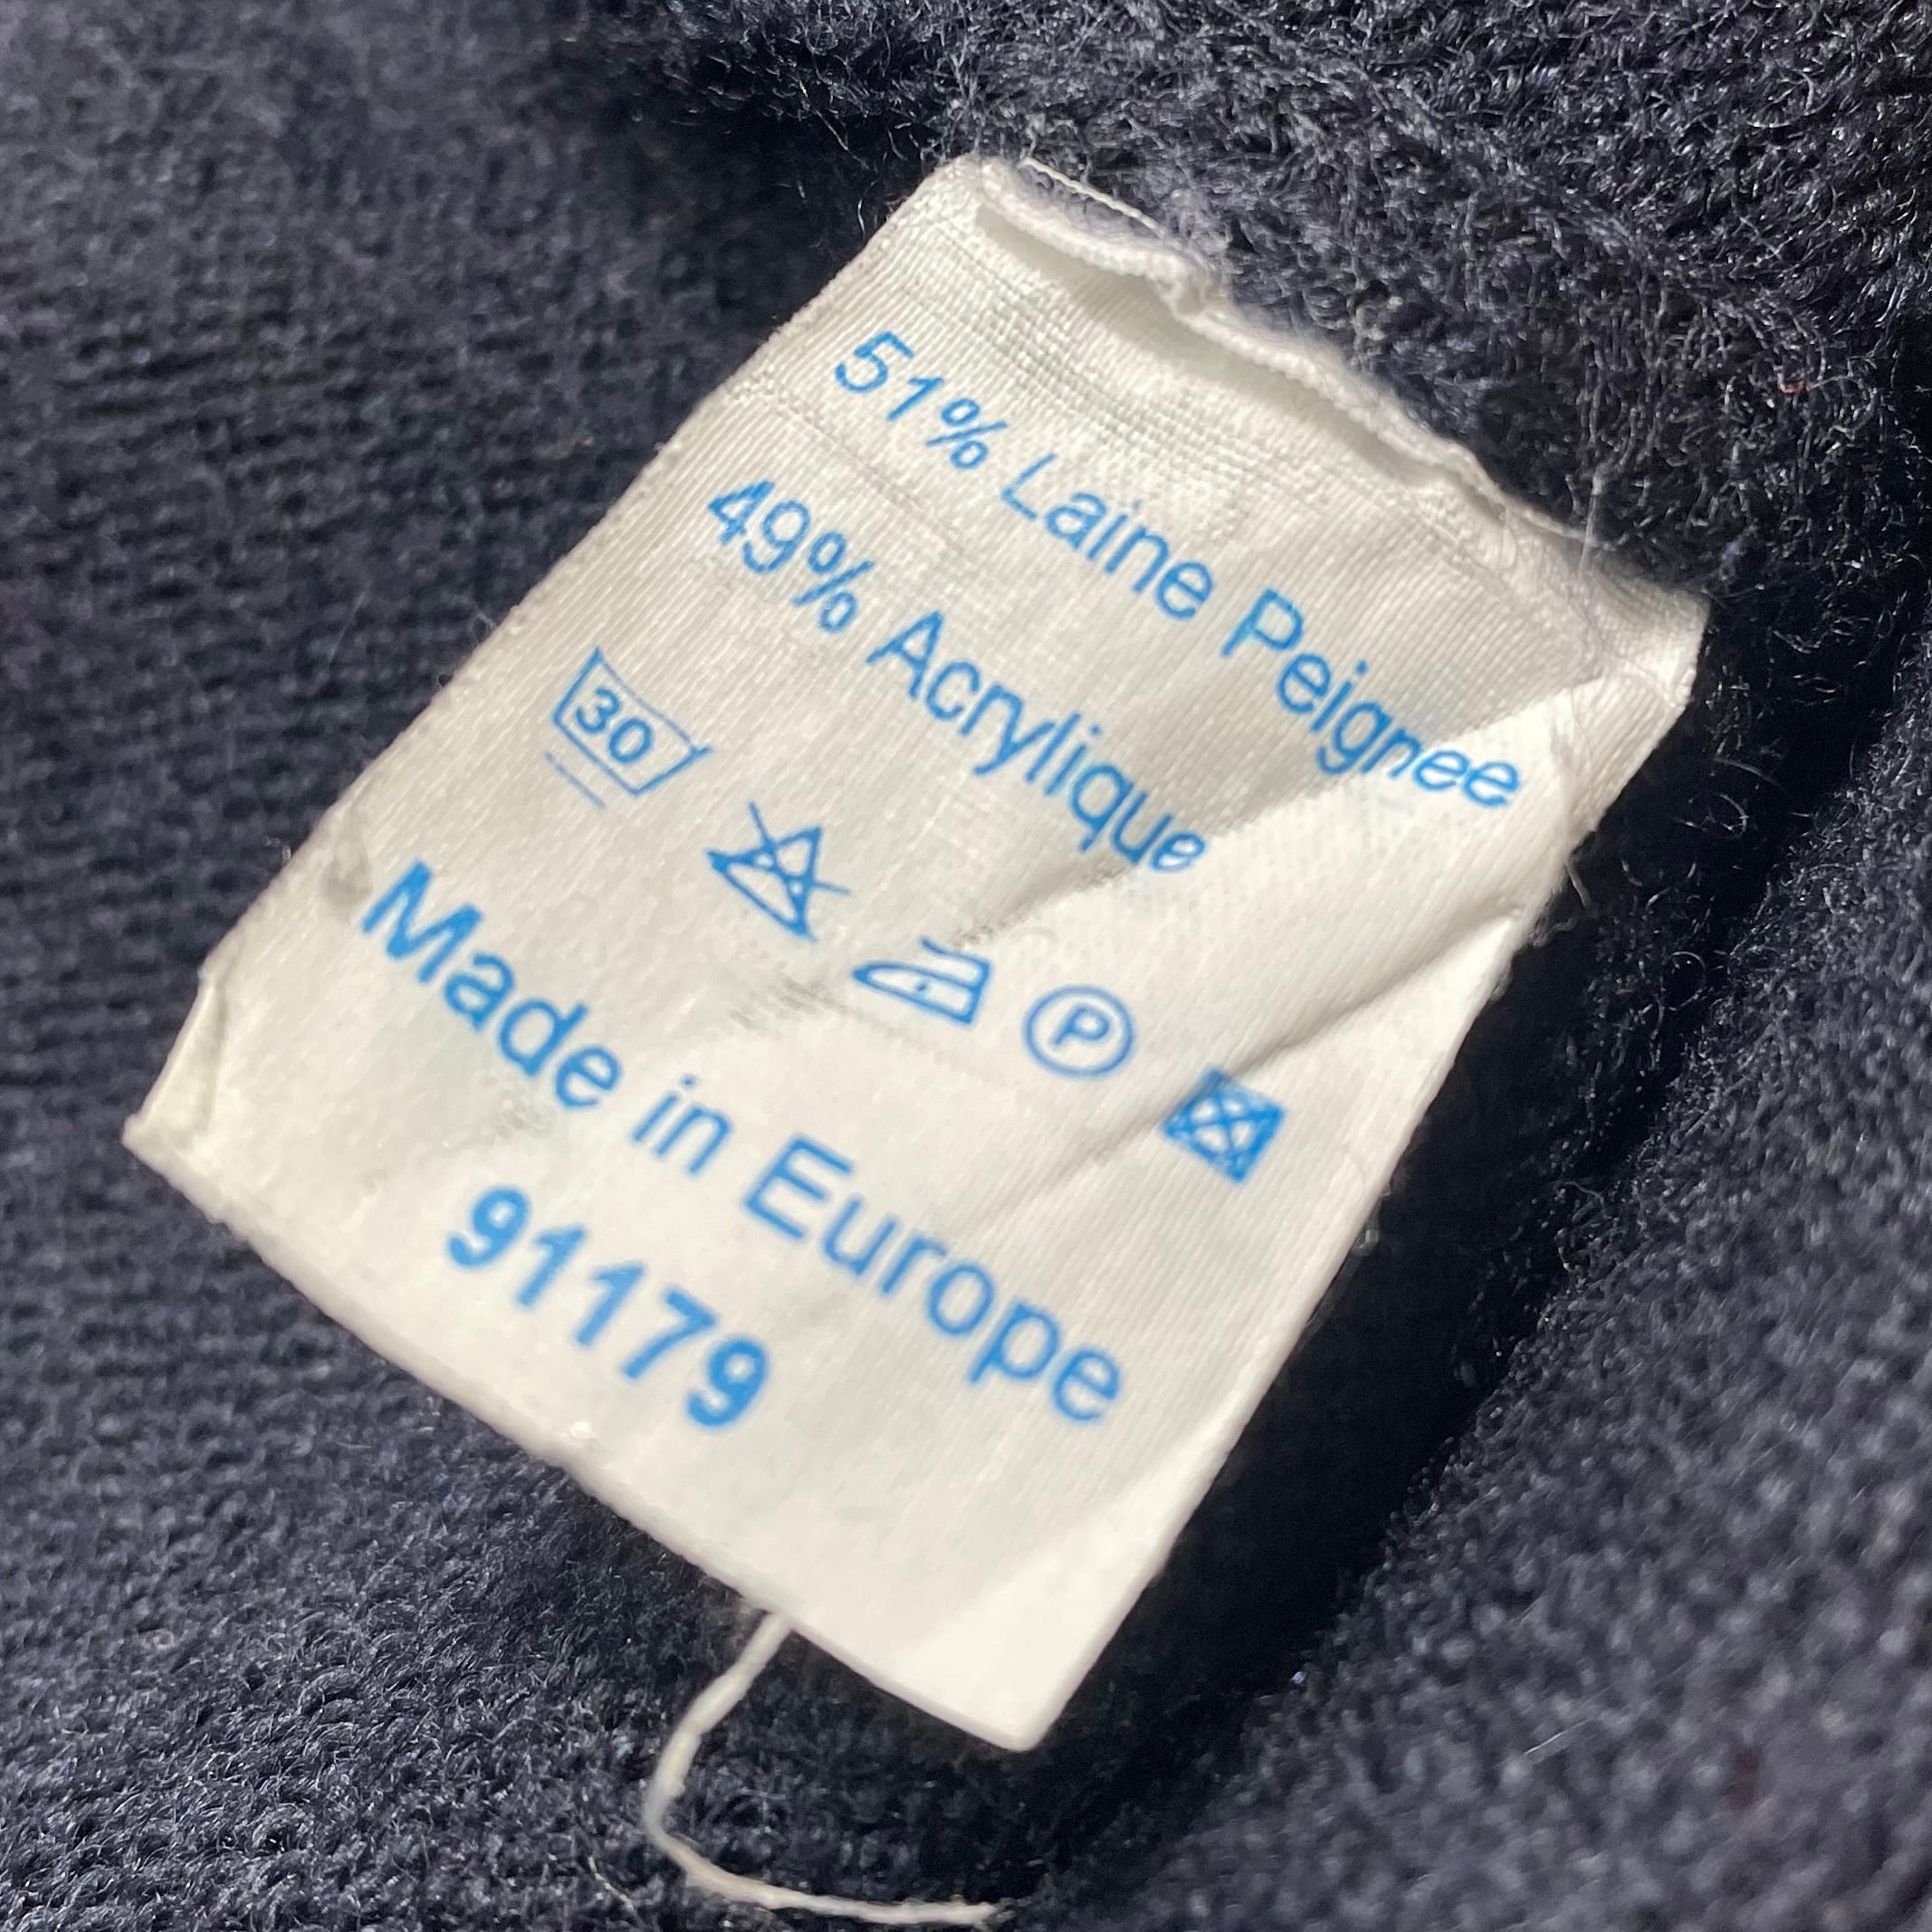 51% Laine Peignee
49% Acrylique
30
P
Made in Europe
91179